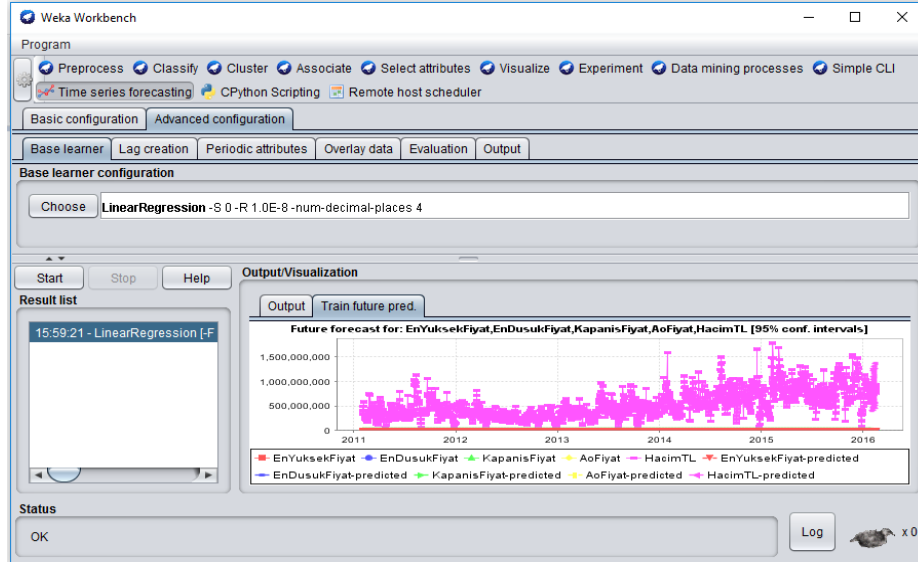 Weka Workbench
Program
Preprocess Classify Cluster Associate Select attributes Visualize Experiment Data mining processes Simple CLI
Time series forecasting CPython Scripting Remote host scheduler
Basic configuration Advanced configuration
Base learner Lag creation Periodic attributes Overlay data Evaluation Output
Base learner configuration
Choose LinearRegression -S 0 -R 1.0E-8 -num-decimal-places 4
Start Stop Help
Result list
15:59:21 - LinearRegression [-F
Output/Visualization
Output Train future pred.
Future forecast for: EnYuksekFiyat,EnDusukFiyat,KapanisFiyat,AoFiyat,HacimTL [95% conf. intervals]
1,500,000,000
1,000,000,000
500,000,000
0
2011 2012 2013 2014 2015 2016
EnYuksekFiyat EnDusukFiyat KapanisFiyat AoFiyat HacimTL EnYuksekFiyat-predicted
EnDusukFiyat-predicted KapanisFiyat-predicted AoFiyat-predicted HacimTL-predicted
Status
OK
Log
x 0